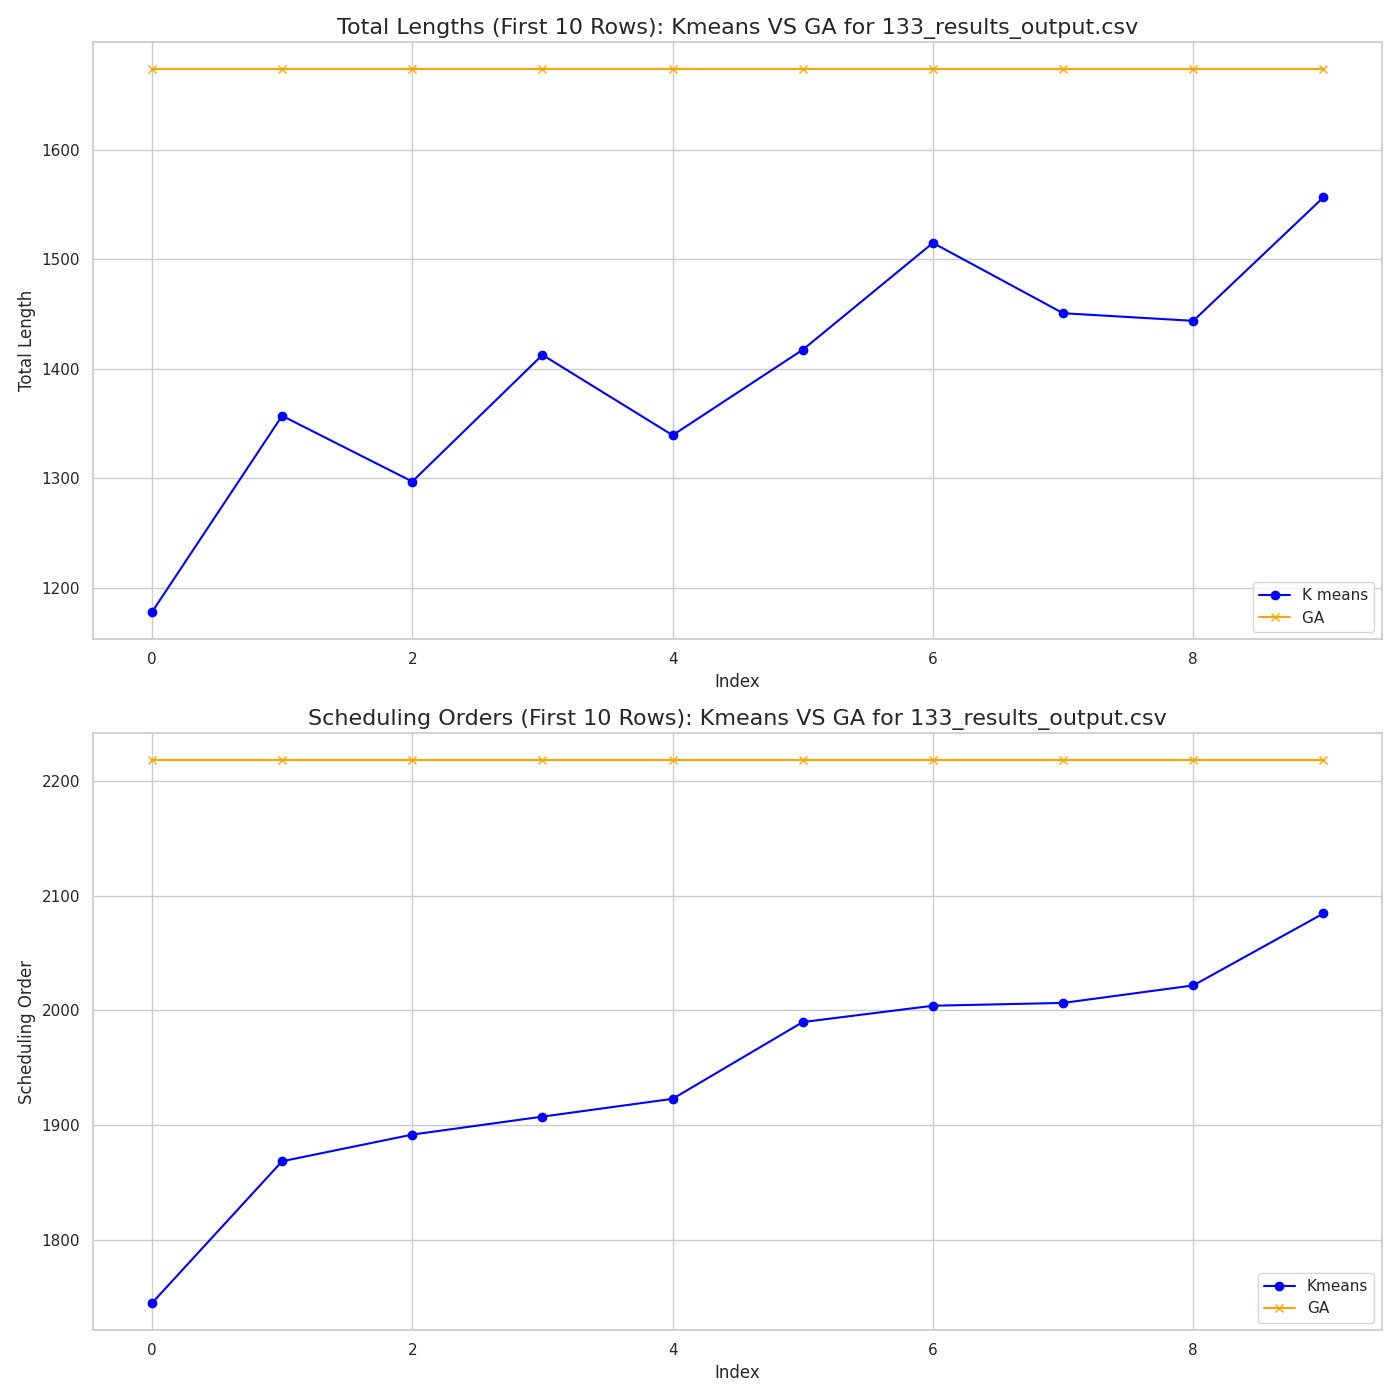 Total Lengths (First 10 Rows): Kmeans VS GA for 133_results_output.csv
1600
1500
1400
1300
1200
Total Length
K means
GA
0 2 4 6 8
Index
Scheduling Orders (First 10 Rows): Kmeans VS GA for 133_results_output.csv
2200
2100
2000
1900
1800
Scheduling Order
Kmeans
GA
0 2 4 6 8
Index